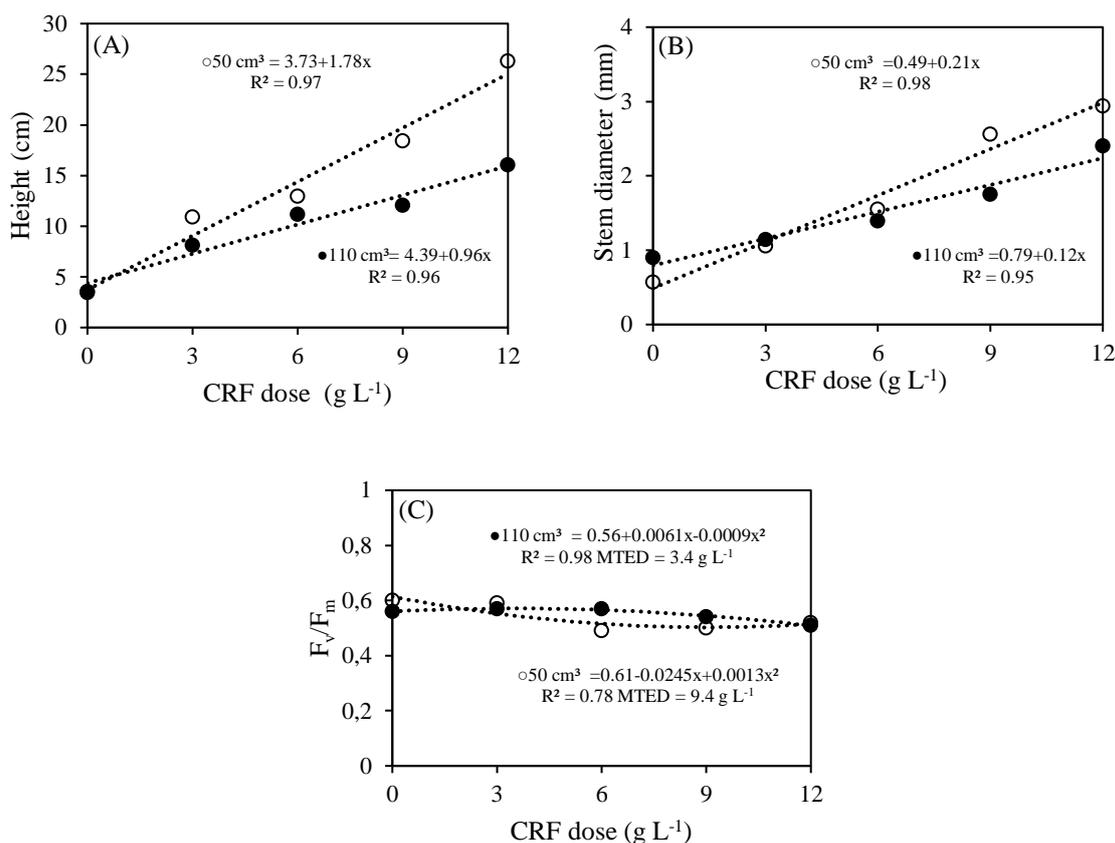 (A)
○50 cm³ = 3.73+1.78x
R² = 0.97
●110 cm³= 4.39+0.96x
R² = 0.96
Height (cm)
30
25
20
15
10
5
0
0 3 6 9 12
CRF dose (g L⁻¹)
(B)
○50 cm³ =0.49+0.21x
R² = 0.98
●110 cm³=0.79+0.12x
R² = 0.95
Stem diameter (mm)
4
3
2
1
0
0 3 6 9 12
CRF dose (g L⁻¹)
(C)
●110 cm³ = 0.56+0.0061x-0.0009x²
R² = 0.98 MTED = 3.4 g L⁻¹
○50 cm³ =0.61-0.0245x+0.0013x²
R² = 0.78 MTED = 9.4 g L⁻¹
Fᵥ/Fₘ
1
0,8
0,6
0,4
0,2
0
0 3 6 9 12
CRF dose (g L⁻¹)